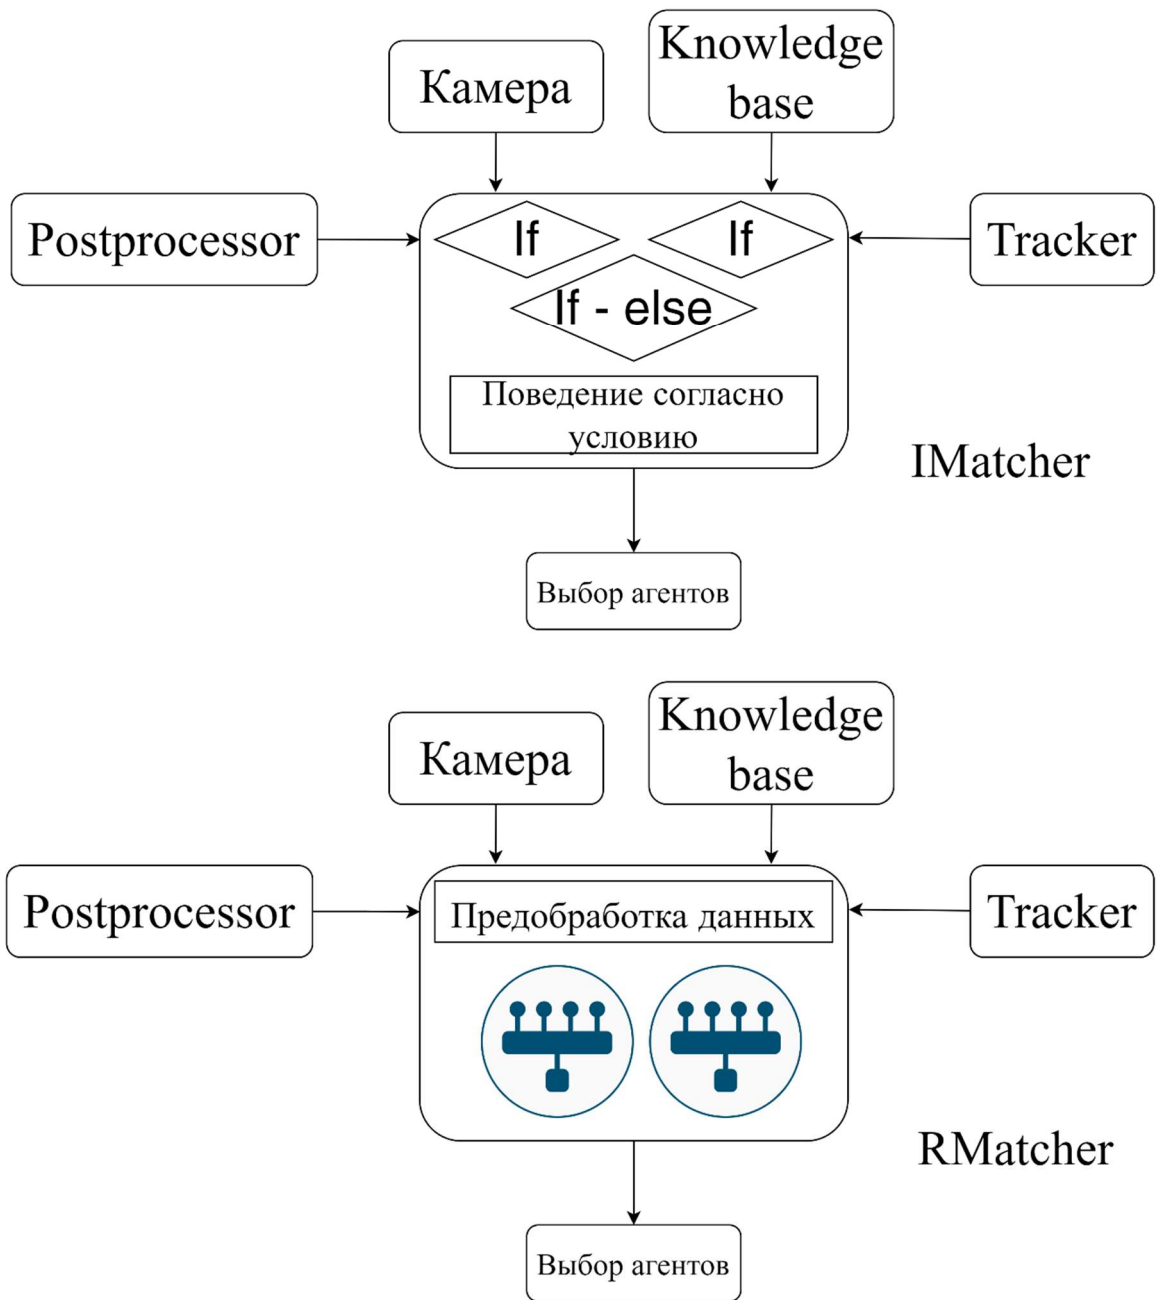 Камера
Knowledge
base
Postprocessor
If
If
Tracker
If - else
Поведение согласно
условию
IMatcher
Выбор агентов
Камера
Knowledge
base
Postprocessor
Предобработка данных
Tracker
RMatcher
Выбор агентов